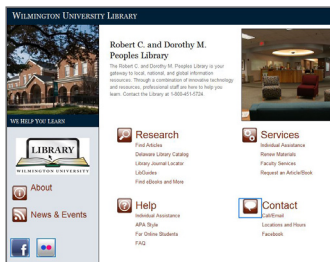 WILMINGTON UNIVERSITY LIBRARY
Robert C. and Dorothy M.
Peoples Library
The Robert C. and Dorothy M. Peoples Library is your
gateway to local, national, and global information
resources. Through a combination of innovative technology
and resources, professional staff are here to help you
learn. Contact the Library at 1-800-451-5724.
WE HELP YOU LEARN
LIBRARY
WILMINGTON UNIVERSITY
About
News & Events
f
Research
Find Articles
Delaware Library Catalog
Library Journal Locator
LibGuides
Find eBooks and More
Services
Individual Assistance
Renew Materials
Faculty Services
Request an Article/Book
Help
Individual Assistance
APA Style
For Online Students
FAQ
Contact
Call/Email
Locations and Hours
Facebook